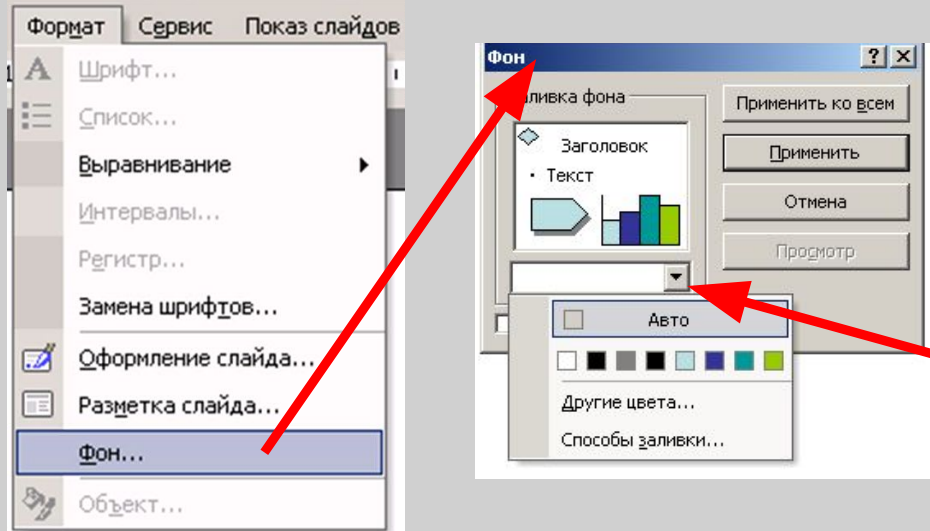 Формат Сервис Показ слайдов
Шрифт...
Список...
Выравнивание
Интервалы...
Регистр...
Замена шрифтов...
Оформление слайда...
Разметка слайда...
Фон...
Объект...
Фон
аливка фона
Заголовок
• Текст
Применить ко всем
Применить
Отмена
Просмотр
Авто
Другие цвета...
Способы заливки...